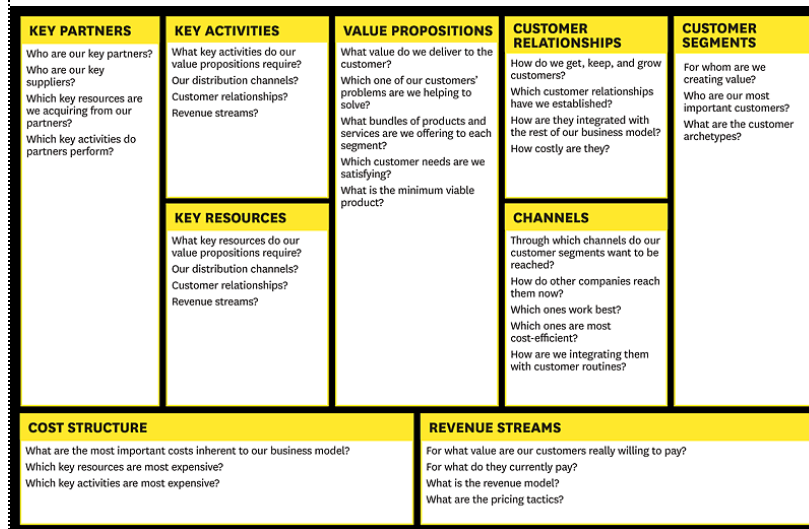 KEY PARTNERS
Who are our key partners?
Who are our key
suppliers?
Which key resources are
we acquiring from our
partners?
Which key activities do
partners perform?
KEY ACTIVITIES
What key activities do our
value propositions require?
Our distribution channels?
Customer relationships?
Revenue streams?
KEY RESOURCES
What key resources do our
value propositions require?
Our distribution channels?
Customer relationships?
Revenue streams?
VALUE PROPOSITIONS
What value do we deliver to the
customer?
Which one of our customers’
problems are we helping to
solve?
What bundles of products and
services are we offering to each
segment?
Which customer needs are we
satisfying?
What is the minimum viable
product?
CUSTOMER
RELATIONSHIPS
How do we get, keep, and grow
customers?
Which customer relationships
have we established?
How are they integrated with
the rest of our business model?
How costly are they?
CHANNELS
Through which channels do our
customer segments want to be
reached?
How do other companies reach
them now?
Which ones work best?
Which ones are most
cost-efficient?
How are we integrating them
with customer routines?
CUSTOMER
SEGMENTS
For whom are we
creating value?
Who are our most
important customers?
What are the customer
archetypes?
COST STRUCTURE
What are the most important costs inherent to our business model?
Which key resources are most expensive?
Which key activities are most expensive?
REVENUE STREAMS
For what value are our customers really willing to pay?
For what do they currently pay?
What is the revenue model?
What are the pricing tactics?